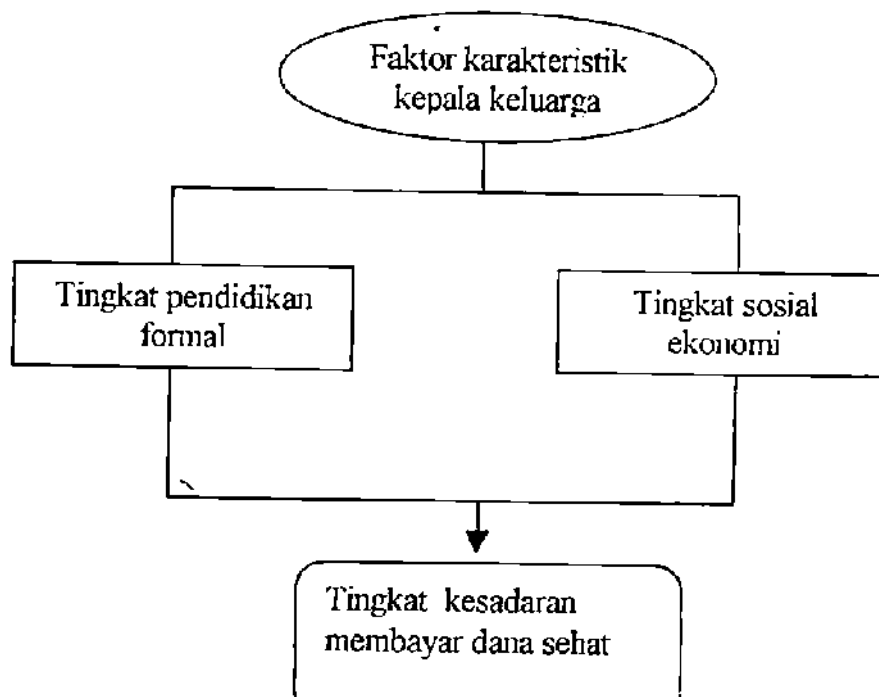 Faktor karakteristik
kepala keluarga
Tingkat pendidikan
formal
Tingkat sosial
ekonomi
Tingkat kesadaran
membayar dana sehat